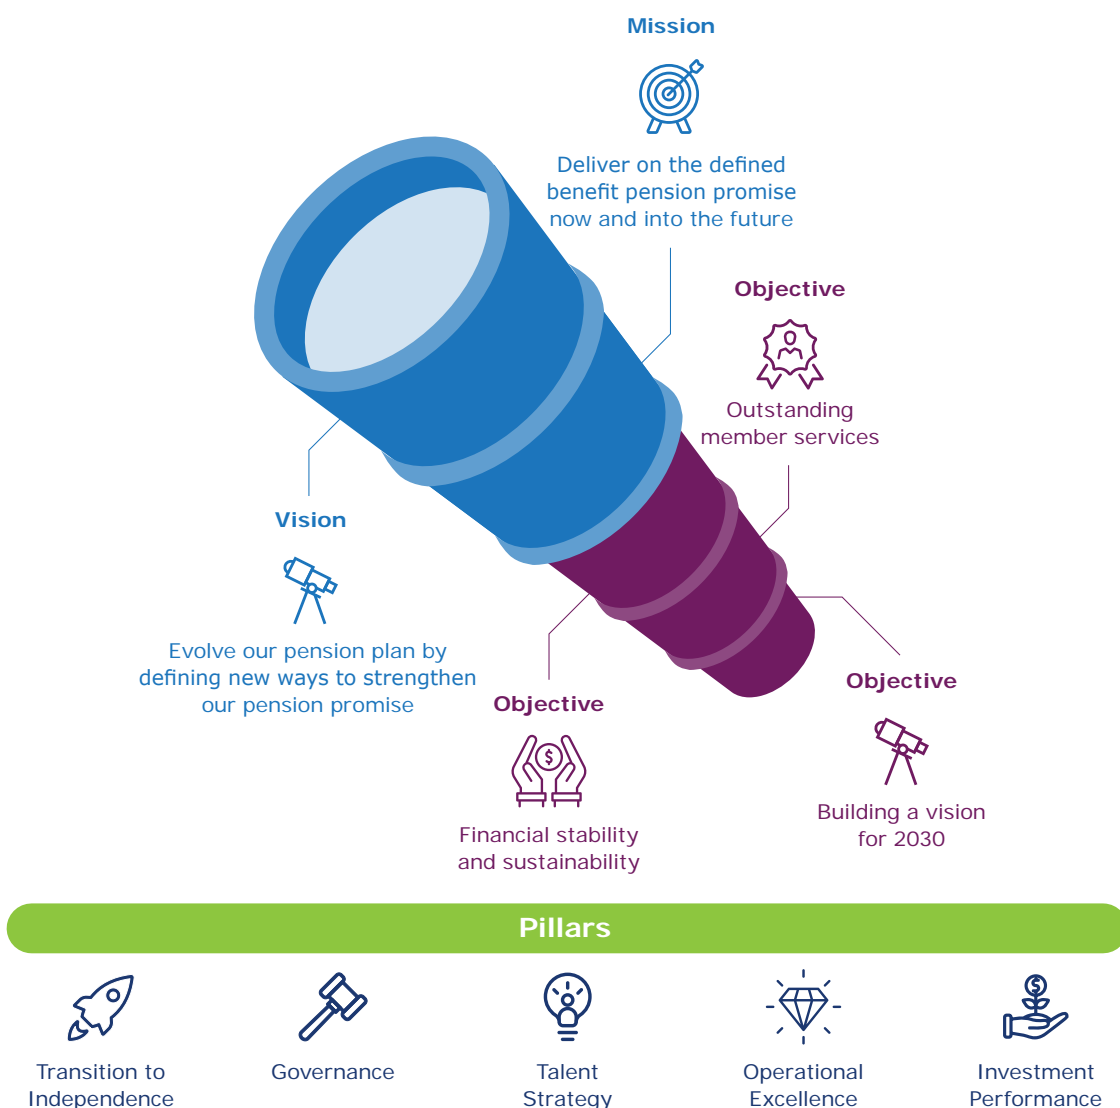 Mission
Deliver on the defined
benefit pension promise
now and into the future
Objective
Outstanding
member services
Vision
Evolve our pension plan by
defining new ways to strengthen
our pension promise
Objective
$
Financial stability
and sustainability
Objective
Building a vision
for 2030
Pillars
Transition to
Independence
Governance
Talent
Strategy
Operational
Excellence
$
Investment
Performance